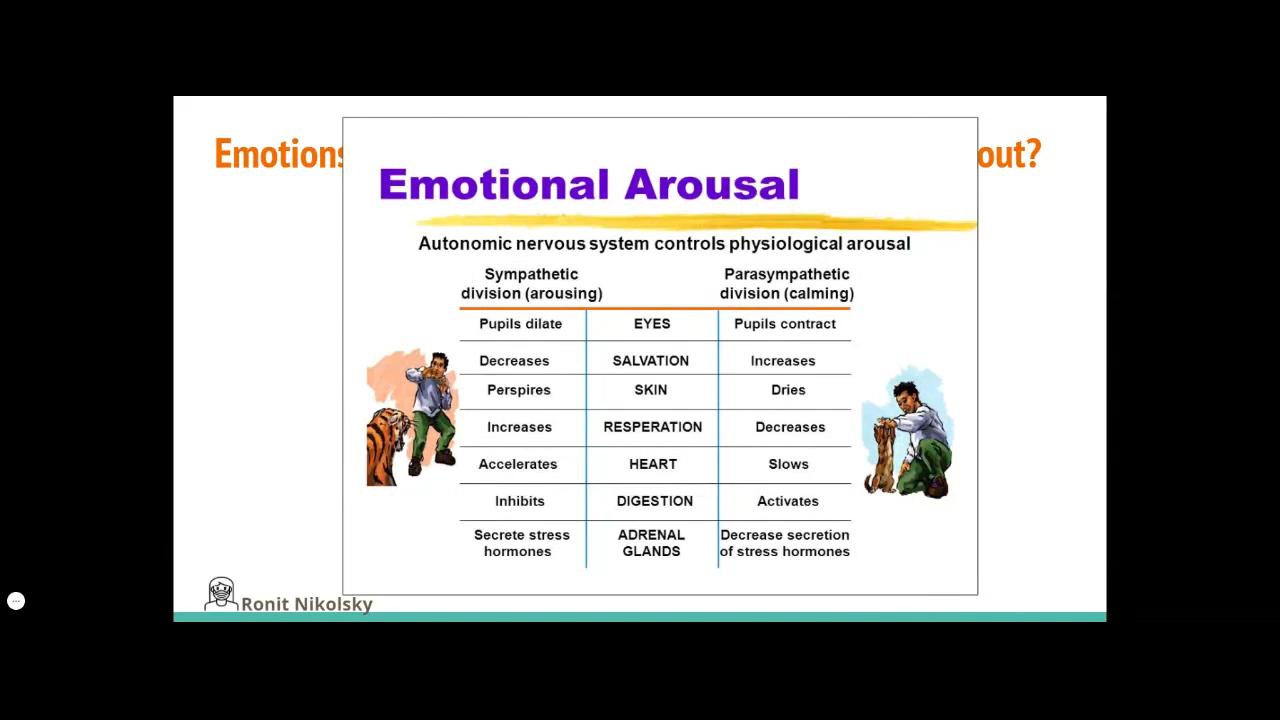 Emotions out?
Emotional Arousal
Autonomic nervous system controls physiological arousal
Sympathetic Parasympathetic
division (arousing) division (calming)
Pupils dilate EYES Pupils contract
Decreases SALVATION Increases
Perspires SKIN Dries
Increases RESPERATION Decreases
Accelerates HEART Slows
Inhibits DIGESTION Activates
Secrete stress ADRENAL Decrease secretion
hormones GLANDS of stress hormones
Ronit Nikolsky